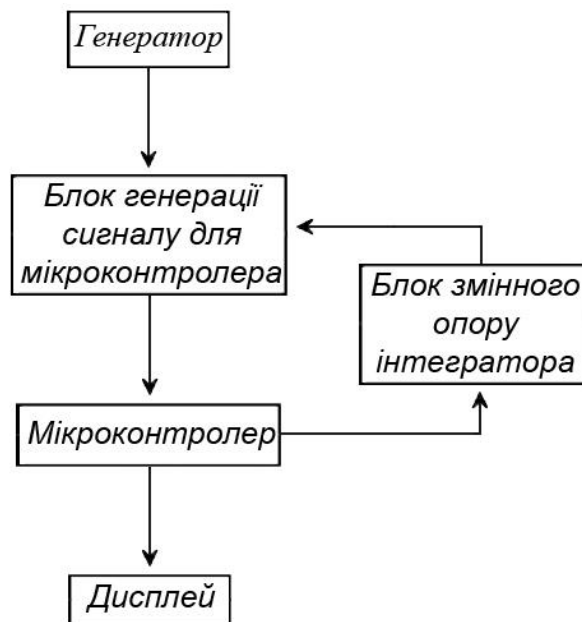 Генератор
Блок генерації
сигналу для
мікроконтролера
Блок змінного
опору
інтегратора
Мікроконтролер
Дисплей